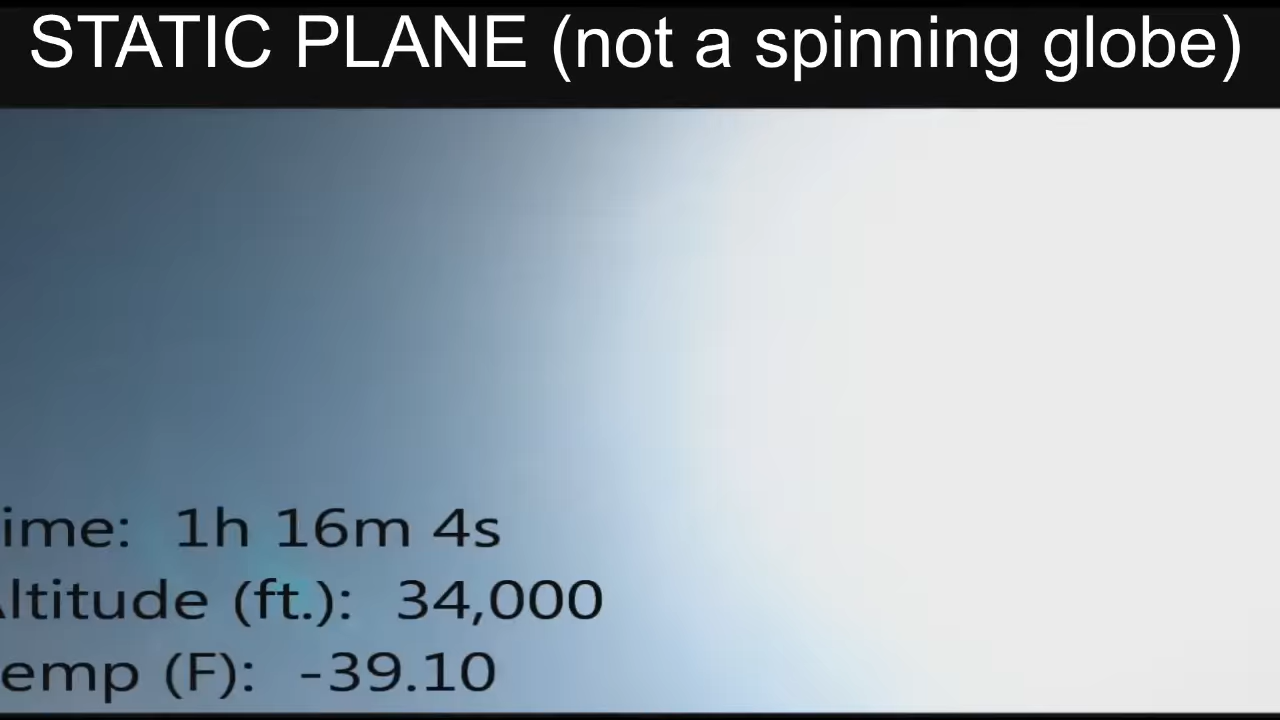 STATIC PLANE (not a spinning globe)
ime: 1h 16m 4s
ltitude (ft.): 34,000
emp (F): -39.10